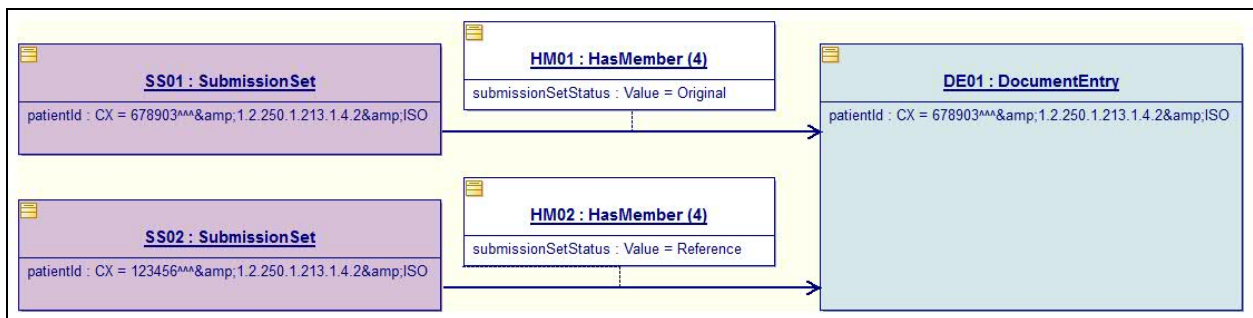 SS01 : SubmissionSet
patientId : CX = 678903^^^&amp;1.2.250.1.213.1.4.2&amp;ISO
HM01 : HasMember (4)
submissionSetStatus : Value = Original
DE01 : DocumentEntry
patientId : CX = 678903^^^&amp;1.2.250.1.213.1.4.2&amp;ISO
SS02 : SubmissionSet
patientId : CX = 123456^^^&amp;1.2.250.1.213.1.4.2&amp;ISO
HM02 : HasMember (4)
submissionSetStatus : Value = Reference